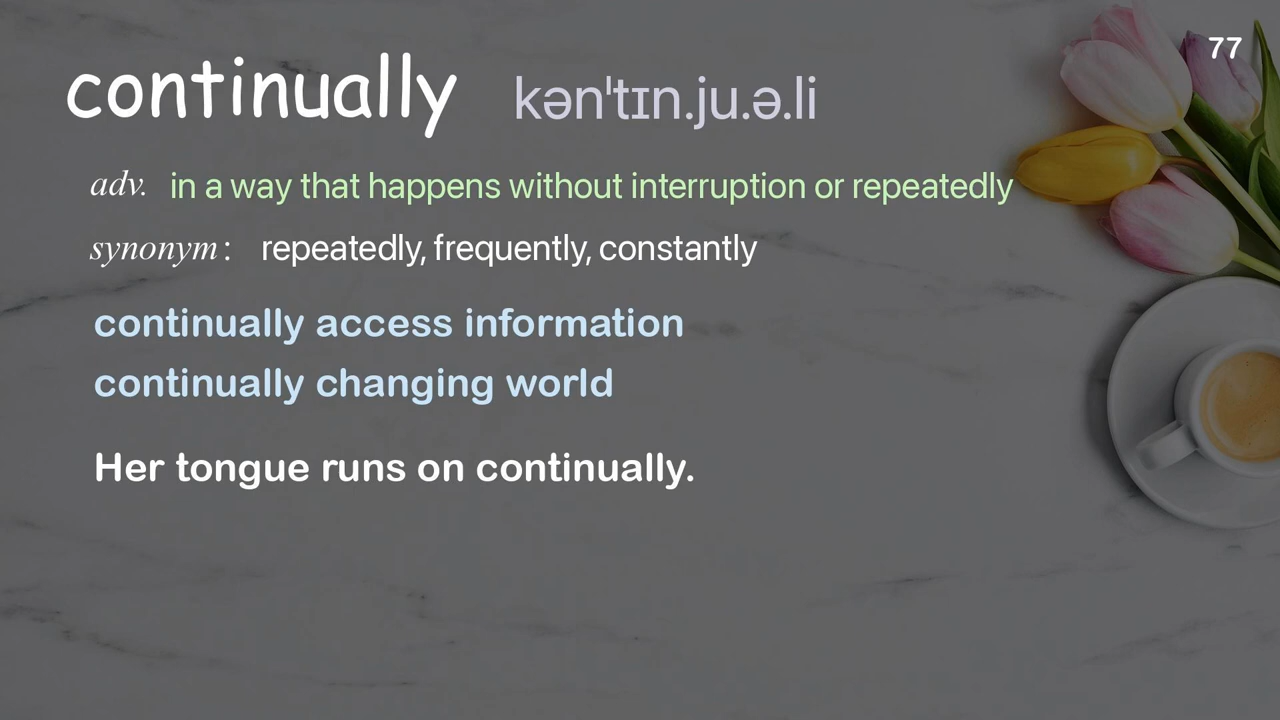 77
continually kən'tɪn.ju.ə.li
adv. in a way that happens without interruption or repeatedly
synonym: repeatedly, frequently, constantly
continually access information
continually changing world
Her tongue runs on continually.